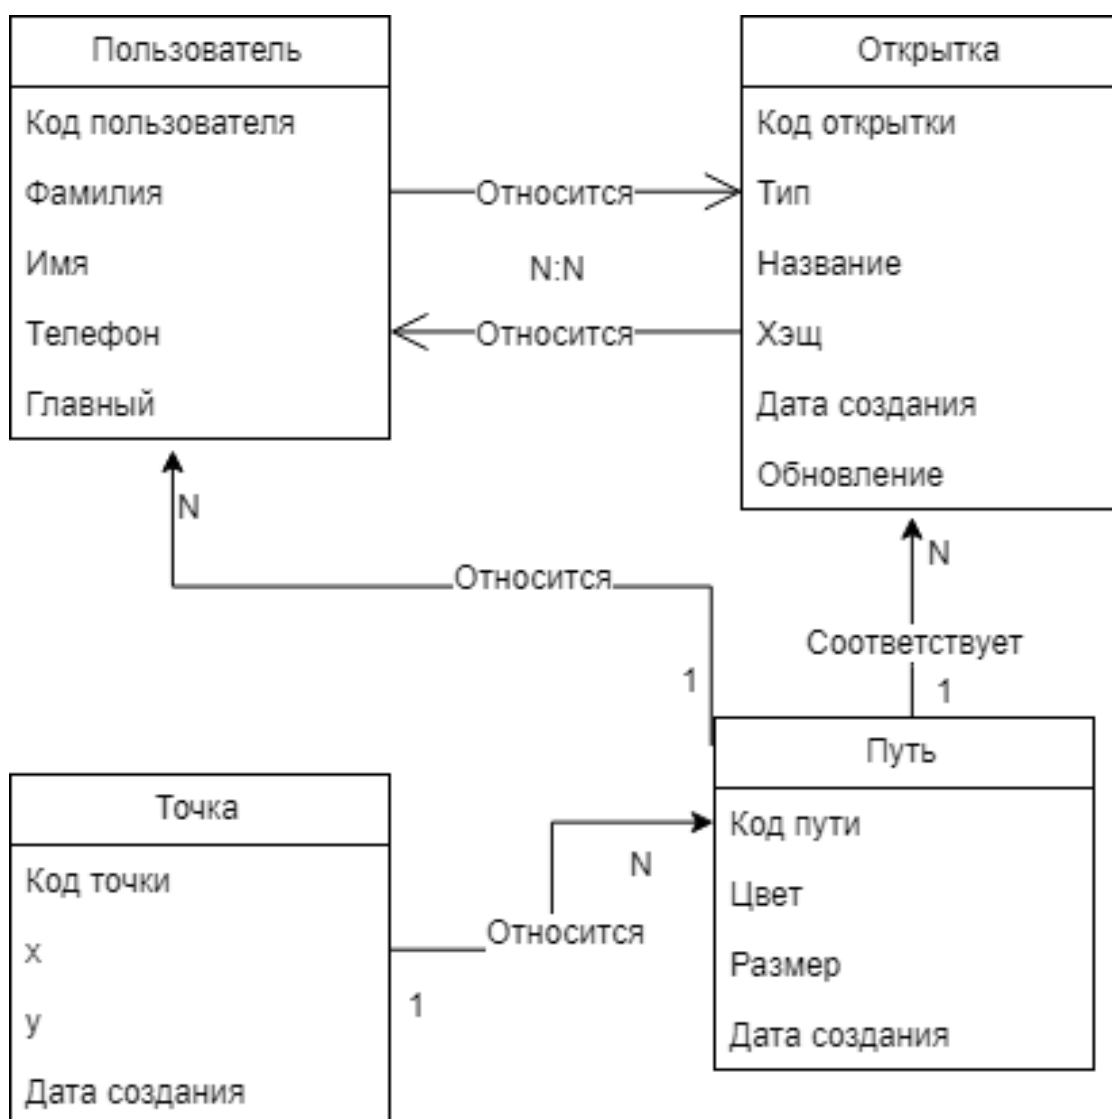 Пользователь
Код пользователя
Фамилия
Имя
Телефон
Главный
Относится
N:N
Относится
Открытка
Код открытки
Тип
Название
Хэщ
Дата создания
Обновление
N
Относится
1
N
Соответствует
1
Путь
Код пути
Цвет
Размер
Дата создания
Точка
Код точки
x
y
Дата создания
N
Относится
1